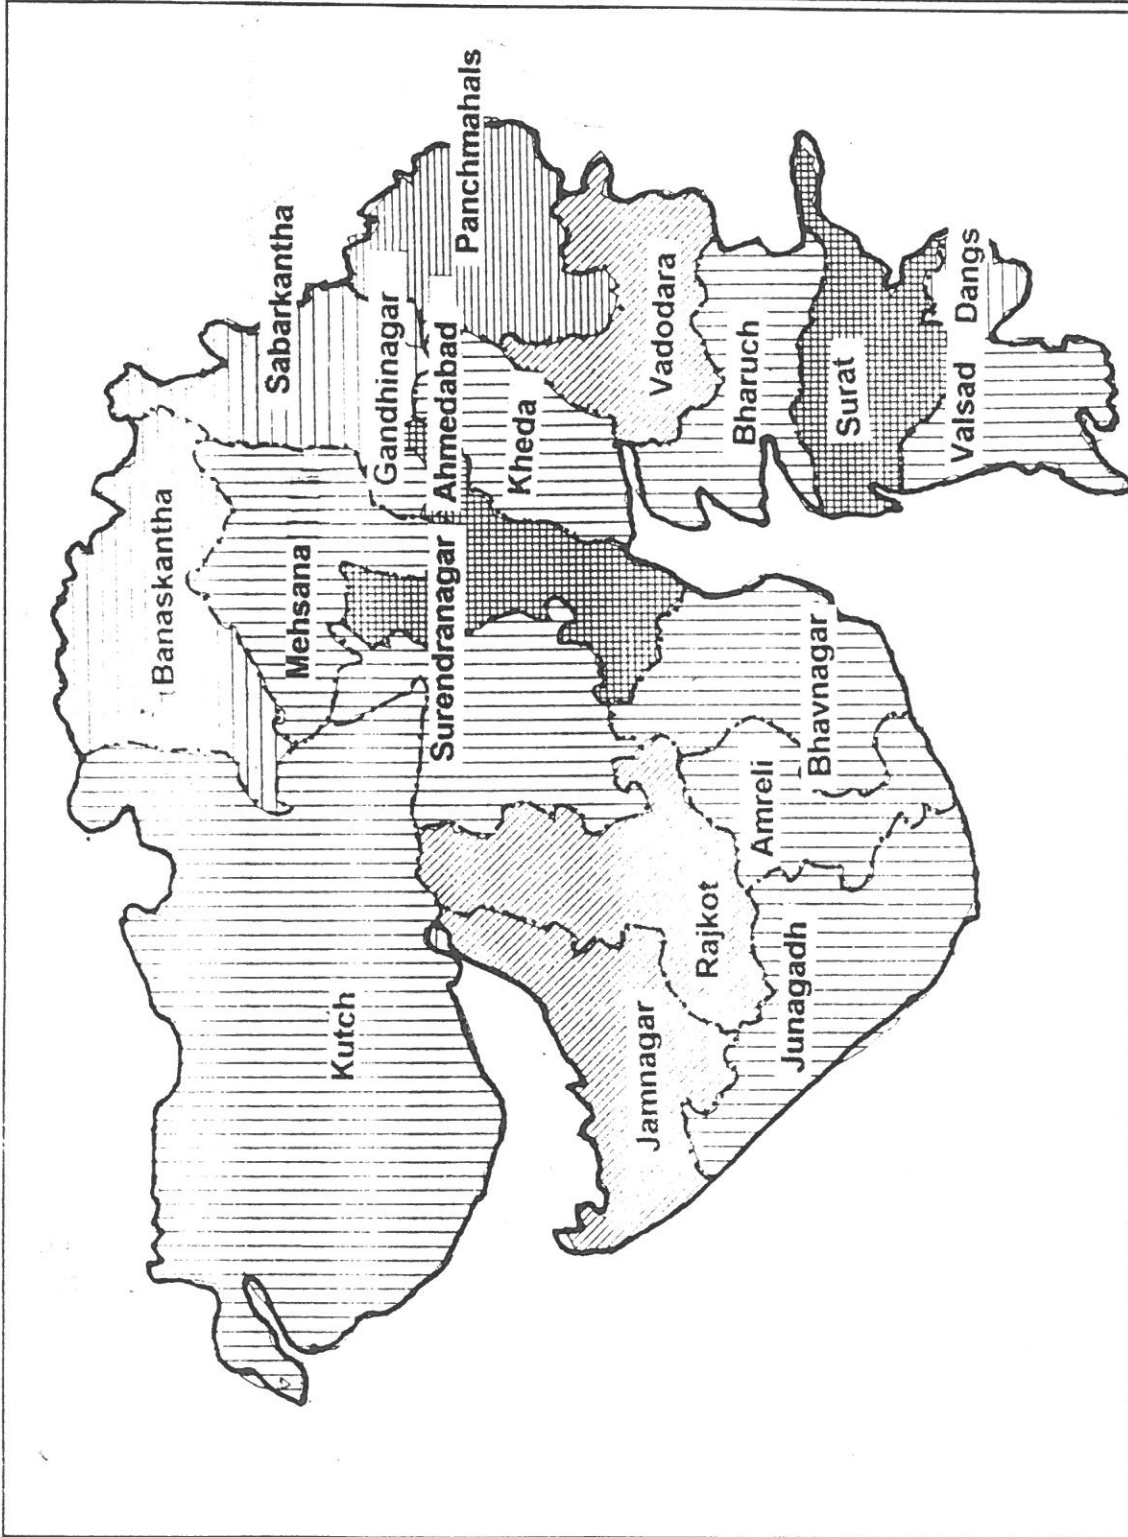 Banaskantha
Sabarkantha
Mehsana
Gandhinagar
Panchmahals
Kutch
Ahmedabad
Surendranagar
Kheda
Vadodara
Rajkot
Jamnagar
Amreli
Bharuch
Junagadh
Bhavnagar
Surat
Valsad
Dangs